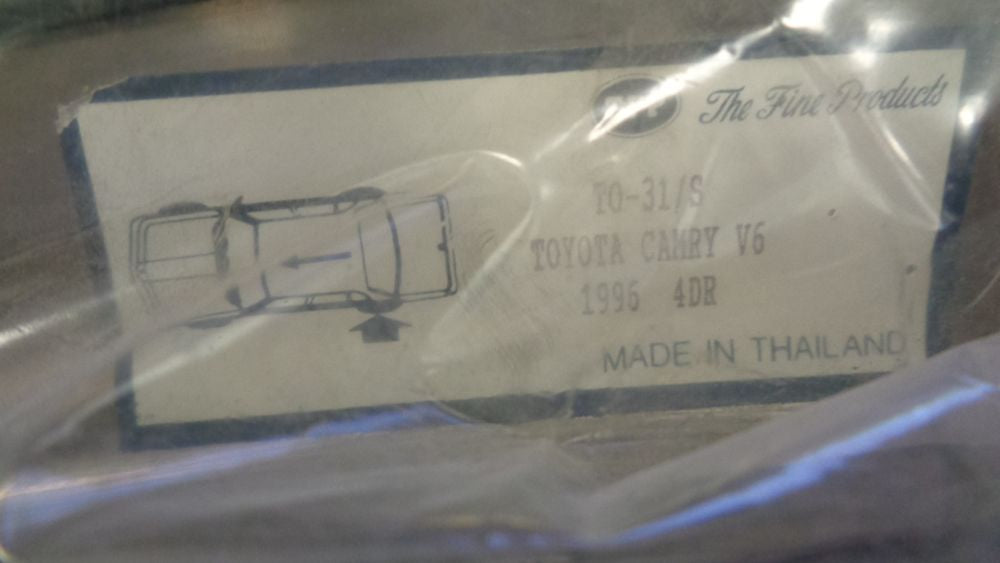 The Fine Products
TO-31/S
TOYOTA CAMRY V6
1996 4DR
MADE IN THAILAND